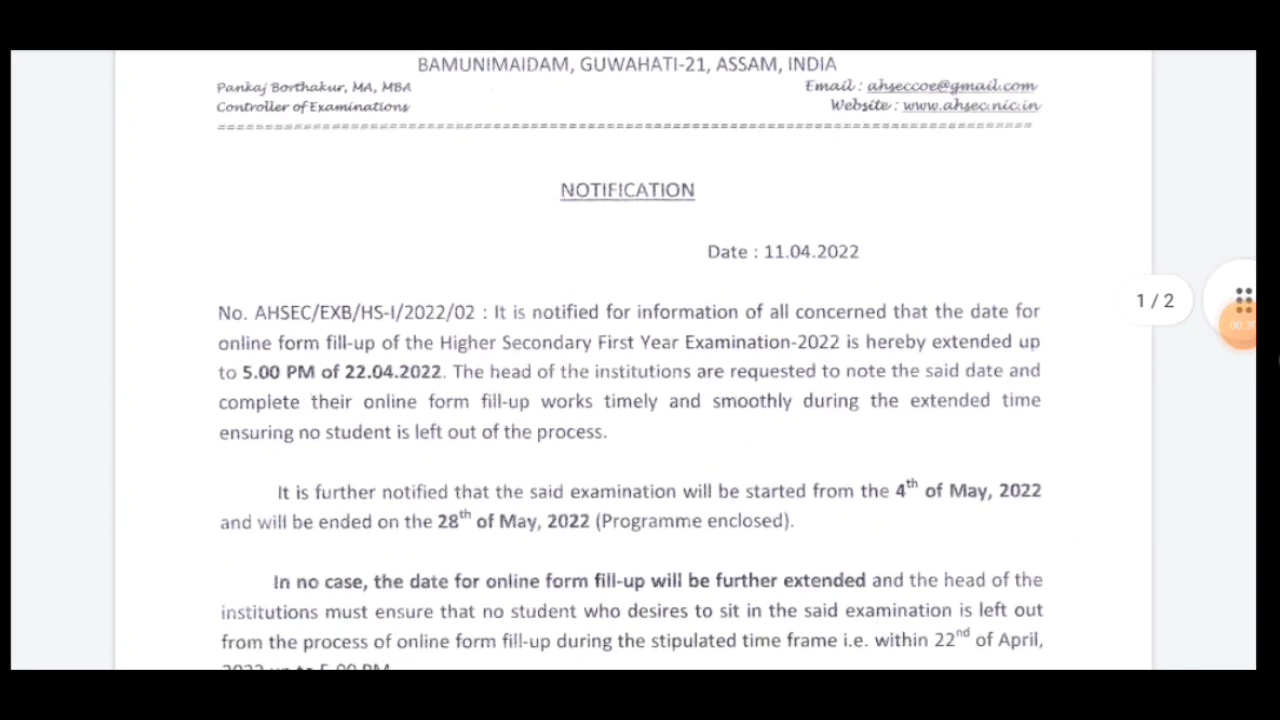 BAMUNIMAIDAM, GUWAHATI-21, ASSAM, INDIA
Pankaj Borthakur, MA, MBA
Email : ahseccoe@gmail.com
Controller of Examinations
Website : www.ahsec.nic.in
NOTIFICATION
Date : 11.04.2022
No. AHSEC/EXB/HS-I/2022/02 : It is notified for information of all concerned that the date for
online form fill-up of the Higher Secondary First Year Examination-2022 is hereby extended up
to 5.00 PM of 22.04.2022. The head of the institutions are requested to note the said date and
complete their online form fill-up works timely and smoothly during the extended time
ensuring no student is left out of the process.
It is further notified that the said examination will be started from the 4th of May, 2022
and will be ended on the 28th of May, 2022 (Programme enclosed).
In no case, the date for online form fill-up will be further extended and the head of the
institutions must ensure that no student who desires to sit in the said examination is left out
from the process of online form fill-up during the stipulated time frame i.e. within 22nd of April,
2022 up to 5.00 PM
1 / 2